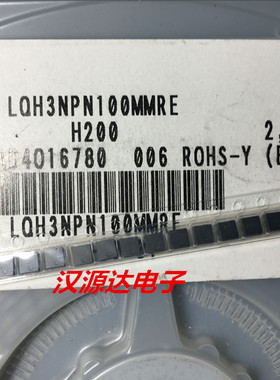 LQH3NPN100MMRE
H200 2,
4016780 006 ROHS-Y (
LQH3NPN100MMRE
汉源达电子